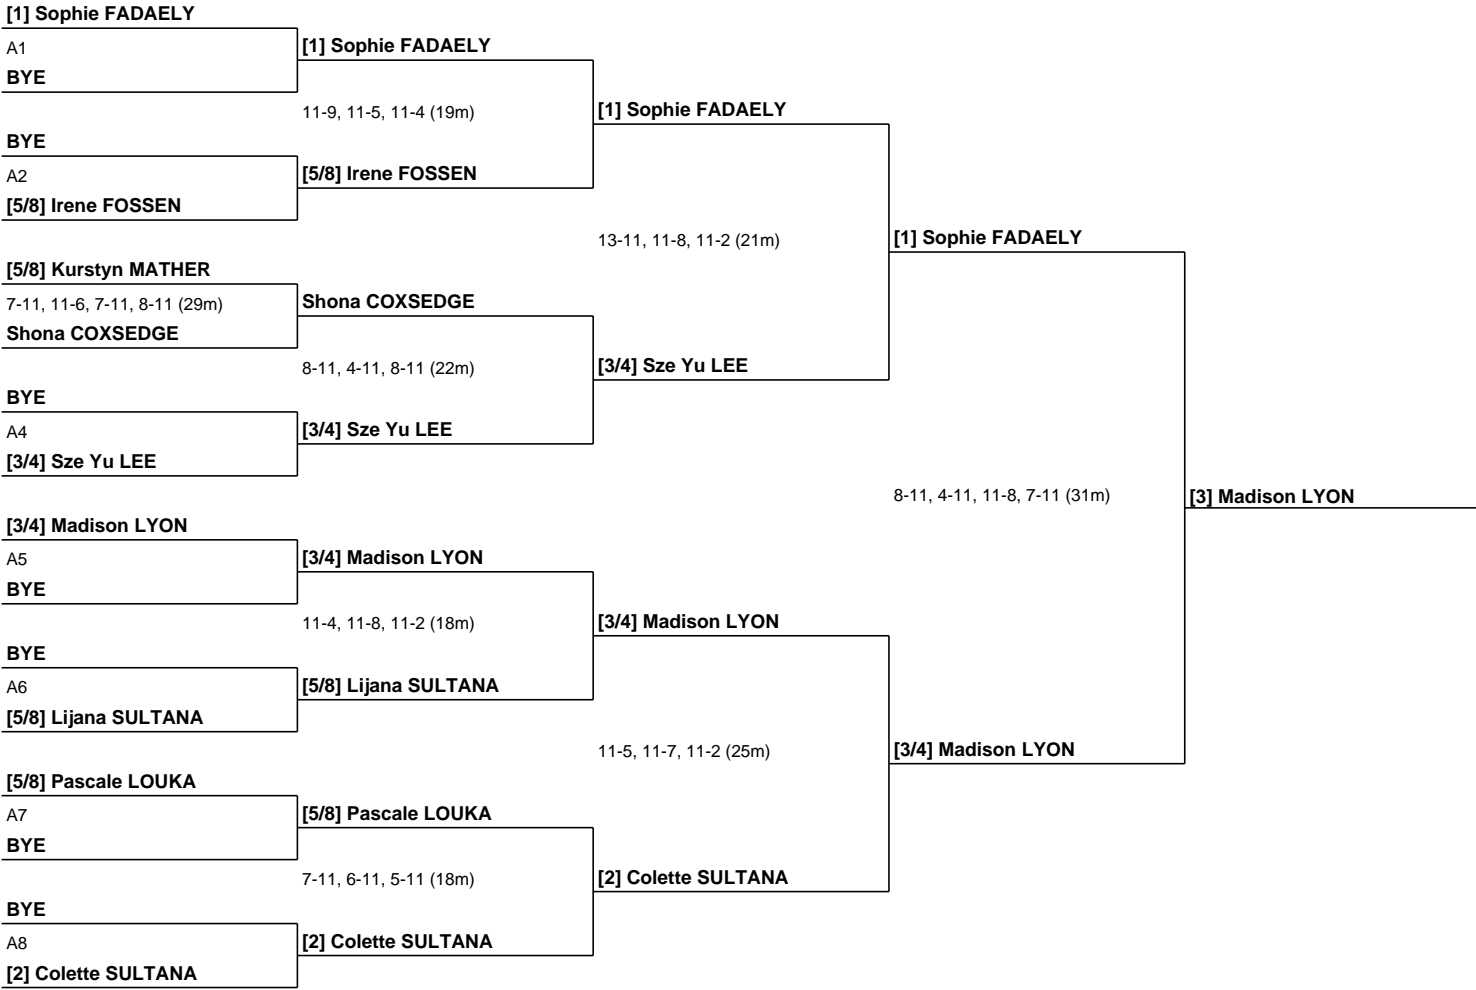 [1] Sophie FADAELY
A1
BYE
BYE
A2
[5/8] Irene FOSSEN
[5/8] Kurstyn MATHER
7-11, 11-6, 7-11, 8-11 (29m)
Shona COXSEDGE
BYE
A4
[3/4] Sze Yu LEE
[3/4] Madison LYON
A5
BYE
BYE
A6
[5/8] Lijana SULTANA
[5/8] Pascale LOUKA
A7
BYE
BYE
A8
[2] Colette SULTANA
[1] Sophie FADAELY
11-9, 11-5, 11-4 (19m)
[5/8] Irene FOSSEN
Shona COXSEDGE
8-11, 4-11, 8-11 (22m)
[3/4] Sze Yu LEE
[3/4] Madison LYON
11-4, 11-8, 11-2 (18m)
[5/8] Lijana SULTANA
[5/8] Pascale LOUKA
7-11, 6-11, 5-11 (18m)
[2] Colette SULTANA
[1] Sophie FADAELY
13-11, 11-8, 11-2 (21m)
[3/4] Sze Yu LEE
[3/4] Madison LYON
11-5, 11-7, 11-2 (25m)
[2] Colette SULTANA
[1] Sophie FADAELY
8-11, 4-11, 11-8, 7-11 (31m)
[3/4] Madison LYON
[3] Madison LYON